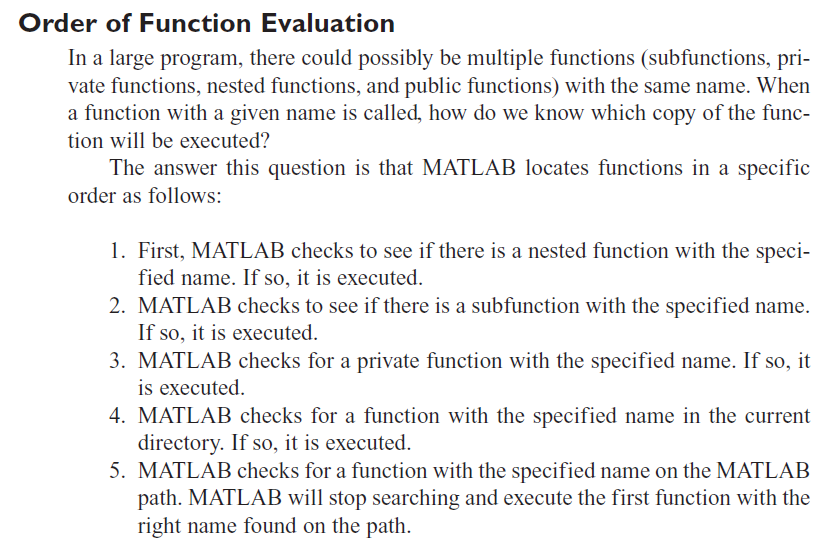 Order of Function Evaluation
In a large program, there could possibly be multiple functions (subfunctions, pri-
vate functions, nested functions, and public functions) with the same name. When
a function with a given name is called, how do we know which copy of the func-
tion will be executed?
The answer this question is that MATLAB locates functions in a specific
order as follows:
1. First, MATLAB checks to see if there is a nested function with the speci-
fied name. If so, it is executed.
2. MATLAB checks to see if there is a subfunction with the specified name.
If so, it is executed.
3. MATLAB checks for a private function with the specified name. If so, it
is executed.
4. MATLAB checks for a function with the specified name in the current
directory. If so, it is executed.
5. MATLAB checks for a function with the specified name on the MATLAB
path. MATLAB will stop searching and execute the first function with the
right name found on the path.